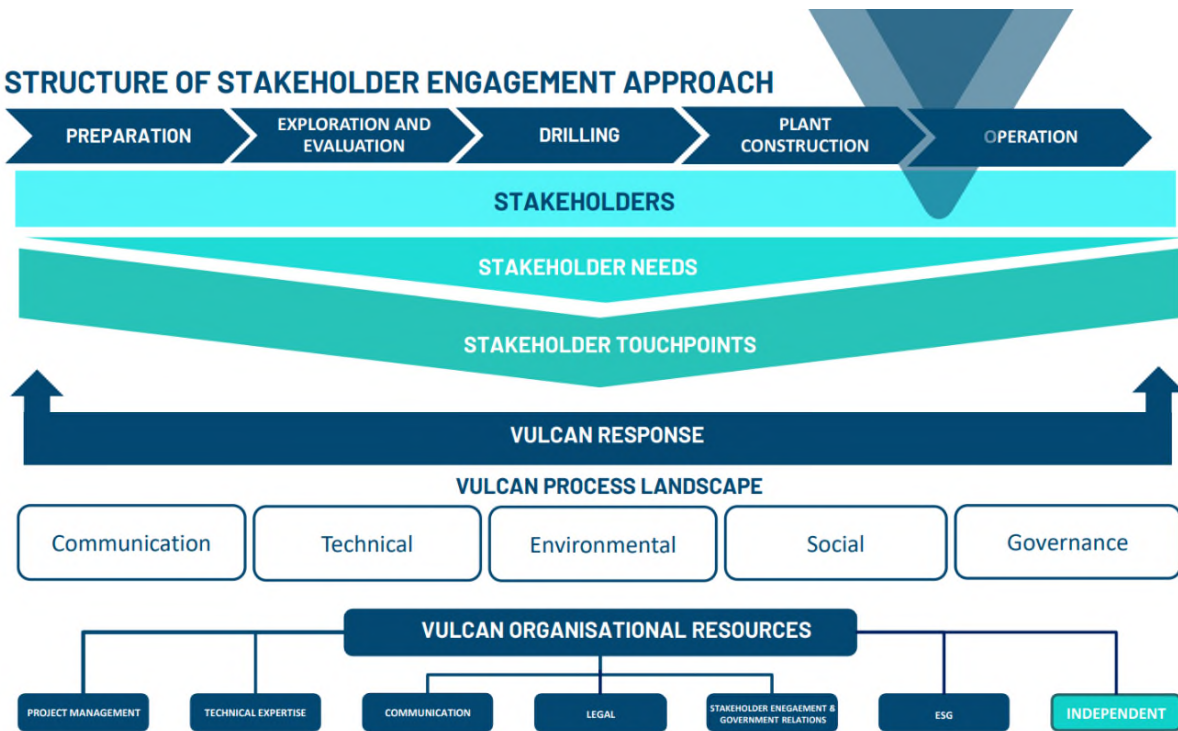 STRUCTURE OF STAKEHOLDER ENGAGEMENT APPROACH
PREPARATION
EXPLORATION AND
EVALUATION
DRILLING
PLANT
CONSTRUCTION
OPERATION
STAKEHOLDERS
STAKEHOLDER NEEDS
STAKEHOLDER TOUCHPOINTS
VULCAN RESPONSE
VULCAN PROCESS LANDSCAPE
Communication
Technical
Environmental
Social
Governance
VULCAN ORGANISATIONAL RESOURCES
PROJECT MANAGEMENT
TECHNICAL EXPERTISE
COMMUNICATION
LEGAL
STAKEHOLDER ENEGAEMENT &
GOVERNMENT RELATIONS
ESG
INDEPENDENT